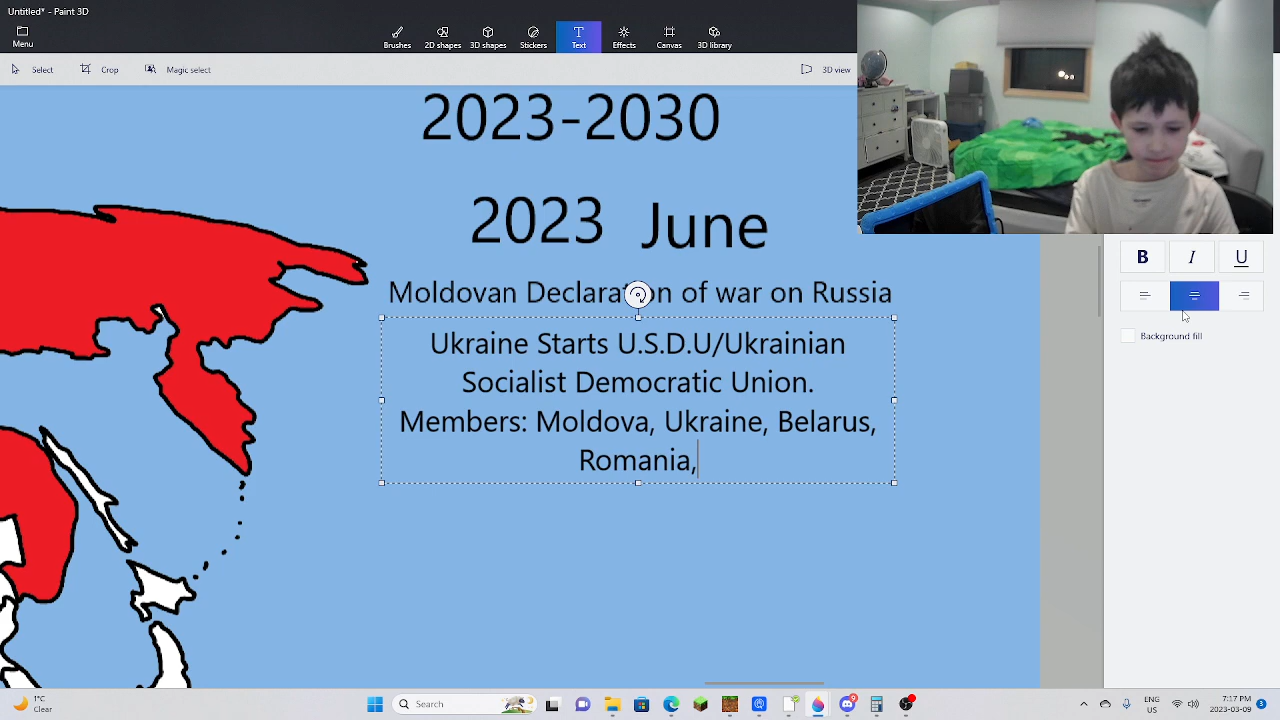 Untitled* - Paint 3D
Menu
Brushes
2D shapes
3D shapes
Stickers
Text
Effects
Canvas
3D library
Select
Crop
Magic select
3D view
2023-2030
2023 June
B I U
Background fill
Moldovan Declaration of war on Russia
Ukraine Starts U.S.D.U/Ukrainian
Socialist Democratic Union.
Members: Moldova, Ukraine, Belarus,
Romania,
1°C
Clear
Search
ENG
US
7:17 PM
2023-03-09
3